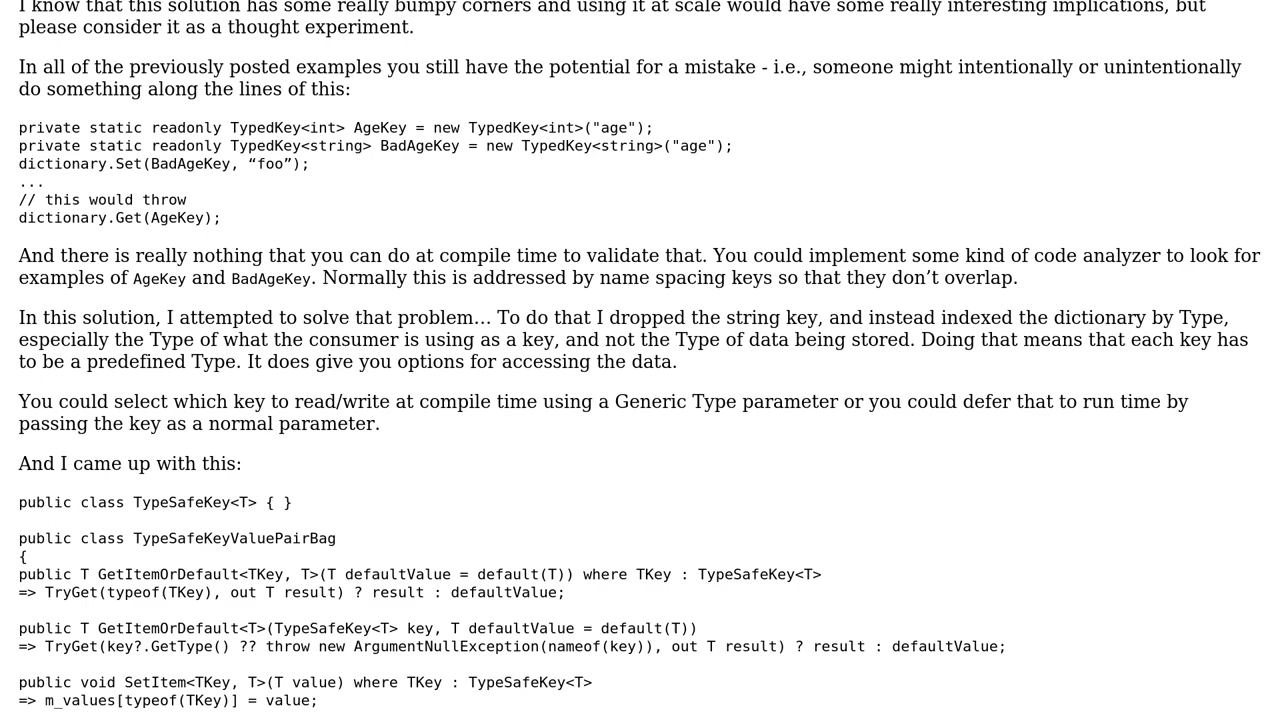 I know that this solution has some really bumpy corners and using it at scale would have some really interesting implications, but
please consider it as a thought experiment.
In all of the previously posted examples you still have the potential for a mistake - i.e., someone might intentionally or unintentionally
do something along the lines of this:
private static readonly TypedKey<int> AgeKey = new TypedKey<int>("age");
private static readonly TypedKey<string> BadAgeKey = new TypedKey<string>("age");
dictionary.Set(BadAgeKey, “foo”);
...
// this would throw
dictionary.Get(AgeKey);
And there is really nothing that you can do at compile time to validate that. You could implement some kind of code analyzer to look for
examples of AgeKey and BadAgeKey. Normally this is addressed by name spacing keys so that they don’t overlap.
In this solution, I attempted to solve that problem… To do that I dropped the string key, and instead indexed the dictionary by Type,
especially the Type of what the consumer is using as a key, and not the Type of data being stored. Doing that means that each key has
to be a predefined Type. It does give you options for accessing the data.
You could select which key to read/write at compile time using a Generic Type parameter or you could defer that to run time by
passing the key as a normal parameter.
And I came up with this:
public class TypeSafeKey<T> { }
public class TypeSafeKeyValuePairBag
{
public T GetItemOrDefault<TKey, T>(T defaultValue = default(T)) where TKey : TypeSafeKey<T>
=> TryGet(typeof(TKey), out T result) ? result : defaultValue;
public T GetItemOrDefault<T>(TypeSafeKey<T> key, T defaultValue = default(T))
=> TryGet(key?.GetType() ?? throw new ArgumentNullException(nameof(key)), out T result) ? result : defaultValue;
public void SetItem<TKey, T>(T value) where TKey : TypeSafeKey<T>
=> m_values[typeof(TKey)] = value;